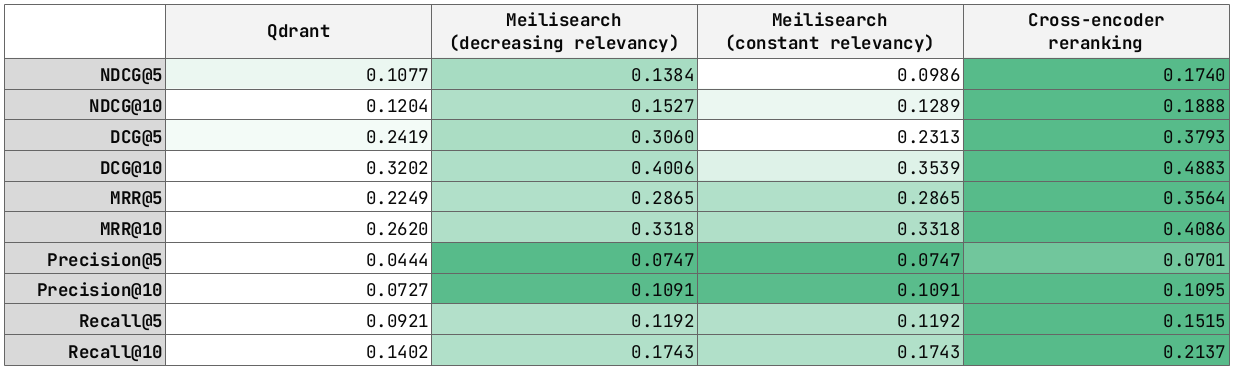 Qdrant
Meilisearch
(decreasing relevancy)
Meilisearch
(constant relevancy)
Cross-encoder
reranking
NDCG@5 0.1077 0.1384 0.0986 0.1740
NDCG@10 0.1204 0.1527 0.1289 0.1888
DCG@5 0.2419 0.3060 0.2313 0.3793
DCG@10 0.3202 0.4006 0.3539 0.4883
MRR@5 0.2249 0.2865 0.2865 0.3564
MRR@10 0.2620 0.3318 0.3318 0.4086
Precision@5 0.0444 0.0747 0.0747 0.0701
Precision@10 0.0727 0.1091 0.1091 0.1095
Recall@5 0.0921 0.1192 0.1192 0.1515
Recall@10 0.1402 0.1743 0.1743 0.2137